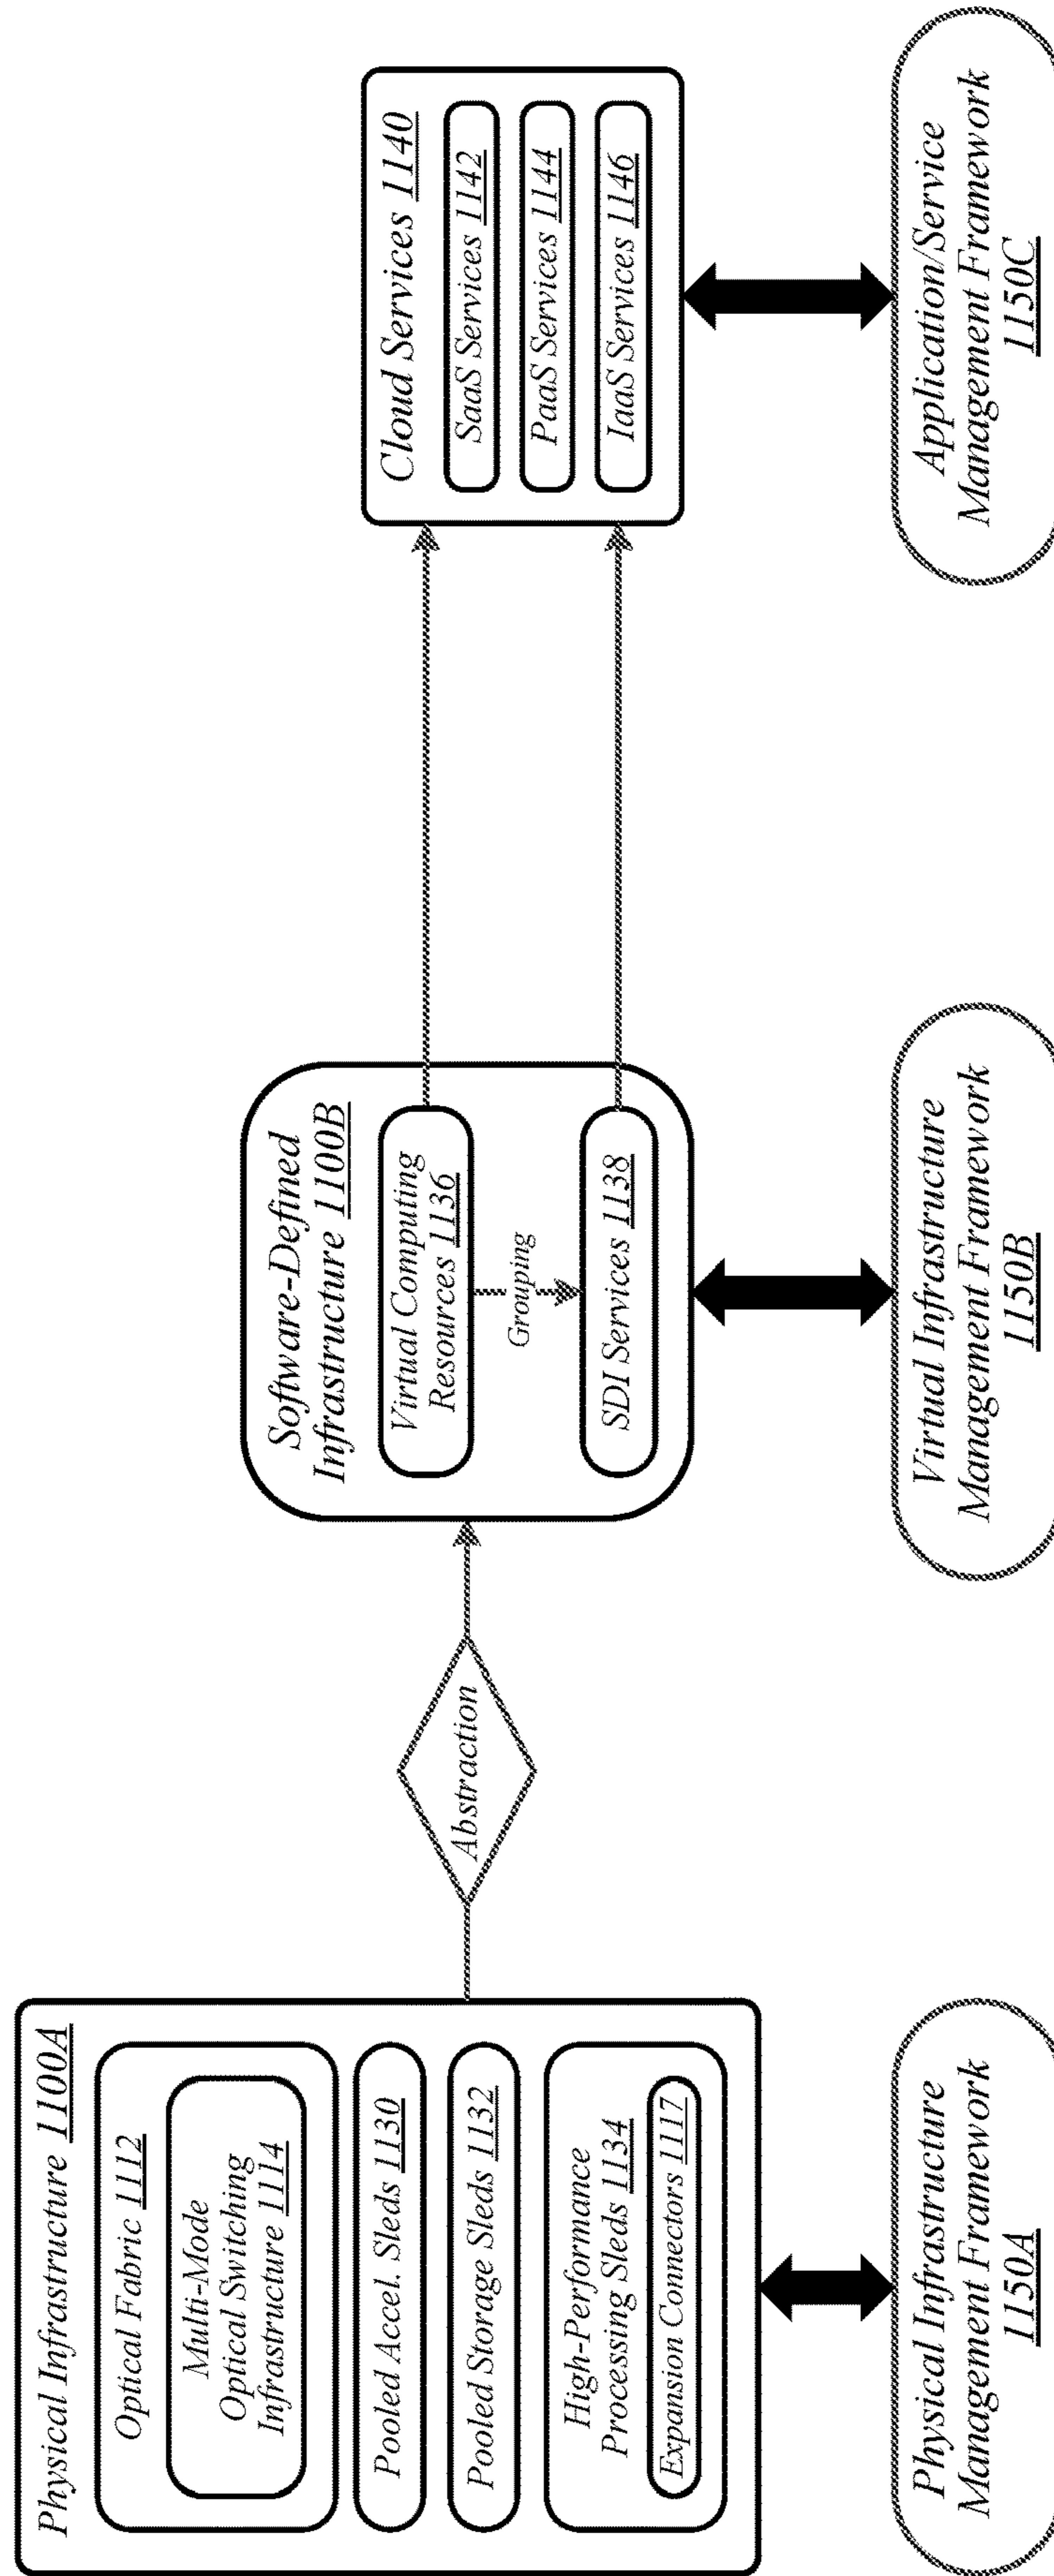 Physical Infrastructure 1100A
Optical Fabric 1112
Multi-Mode
Optical Switching
Infrastructure 1114
Pooled Accel. Sleds 1130
Pooled Storage Sleds 1132
High-Performance
Processing Sleds 1134
Expansion Connectors 1117
Physical Infrastructure
Management Framework
1150A
Abstraction
Software-Defined
Infrastructure 1100B
Virtual Computing
Resources 1136
Grouping
SDI Services 1138
Virtual Infrastructure
Management Framework
1150B
Cloud Services 1140
SaaS Services 1142
PaaS Services 1144
IaaS Services 1146
Application/Service
Management Framework
1150C